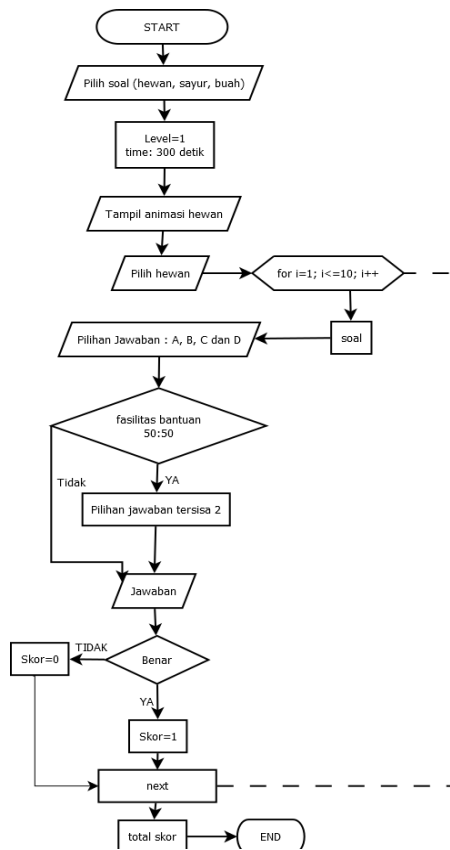 START
Pilih soal (hewan, sayur, buah)
Level=1
time: 300 detik
Tampil animasi hewan
Pilih hewan
for i=1; i<=10; i++
soal
Pilihan Jawaban : A, B, C dan D
fasilitas bantuan
50:50
Tidak
YA
Pilihan jawaban tersisa 2
Jawaban
Benar
TIDAK
Skor=0
YA
Skor=1
next
total skor
END